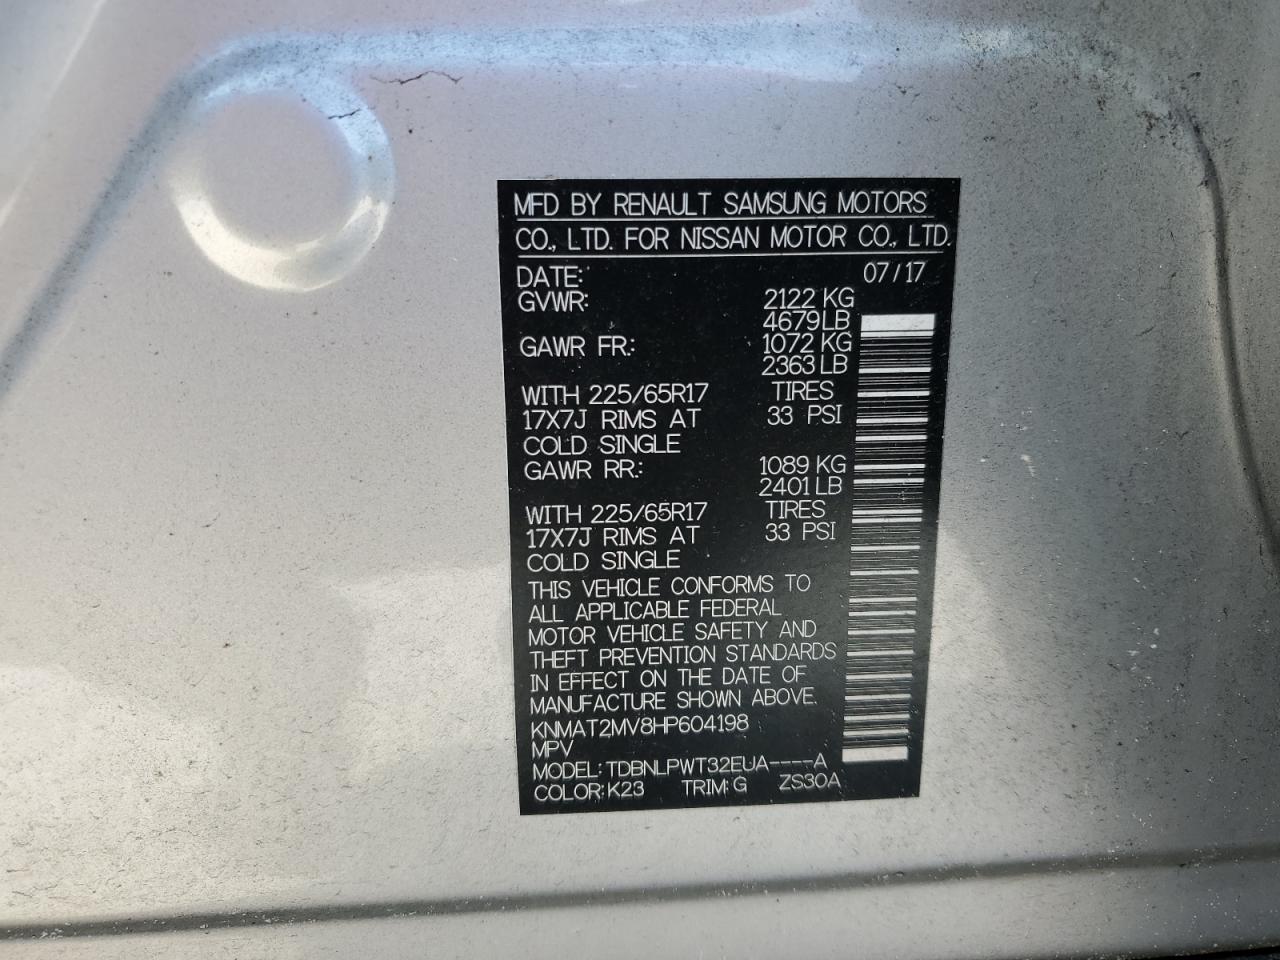 MFD BY RENAULT SAMSUNG MOTORS
CO., LTD. FOR NISSAN MOTOR CO., LTD.
DATE: 07/17
GVWR: 2122 KG
4679LB
GAWR FR.: 1072 KG
2363LB
WITH 225/65R17 TIRES
17X7J RIMS AT 33 PSI
COLD SINGLE
GAWR RR.: 1089 KG
2401LB
WITH 225/65R17 TIRES
17X7J RIMS AT 33 PSI
COLD SINGLE
THIS VEHICLE CONFORMS TO
ALL APPLICABLE FEDERAL
MOTOR VEHICLE SAFETY AND
THEFT PREVENTION STANDARDS
IN EFFECT ON THE DATE OF
MANUFACTURE SHOWN ABOVE.
KNMAT2MV8HP604198
MPV
MODEL: TDBNLPWT32EUA----A
COLOR: K23 TRIM: G ZS30A